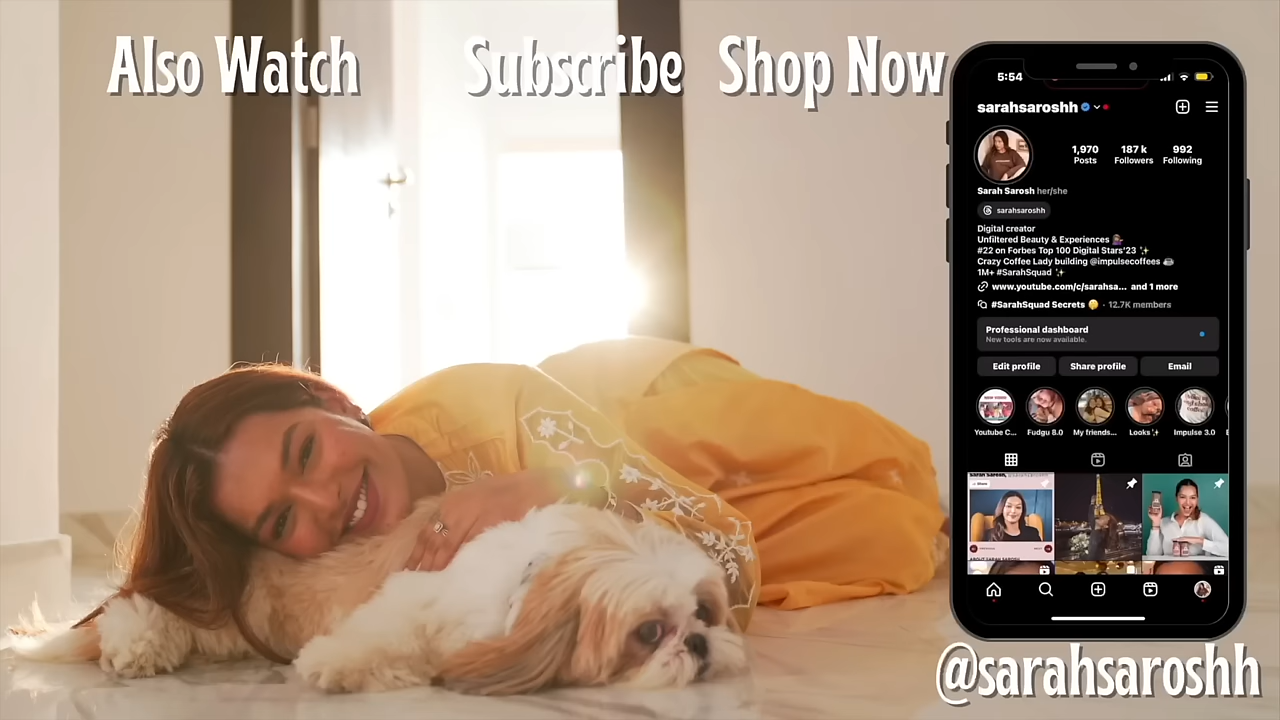 Also Watch
Subscribe
Shop Now
5:54
sarahsaroshh
1,970
187 k
992
Posts
Followers
Following
Sarah Sarosh her/she
sarahsaroshh
Digital creator
Unfiltered Beauty & Experiences 💆🏽‍♀️
#22 on Forbes Top 100 Digital Stars'23 ✨
Crazy Coffee Lady building @impulsecoffees ☕
1M+ #SarahSquad ✨
www.youtube.com/c/sarahsa... and 1 more
#SarahSquad Secrets 🤫 · 12.7K members
Professional dashboard
New tools are now available.
Edit profile
Share profile
Email
Youtube C...
Fudgu 8.0
My friends...
Looks ✨
Impulse 3.0
@sarahsaroshh